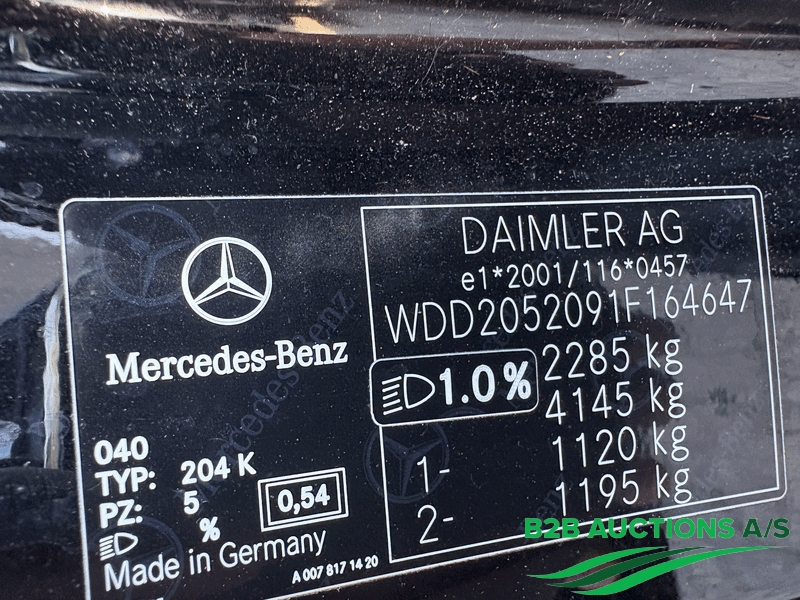 DAIMLER AG
e1*2001/116*0457
WDD2052091F164647
2285 kg
1.0%
4145 kg
1- 1120 kg
2- 1195 kg
Mercedes-Benz
040
TYP: 204 K
PZ: 5
0,54
%
Made in Germany
A 007 817 14 20
B2B AUCTIONS A/S